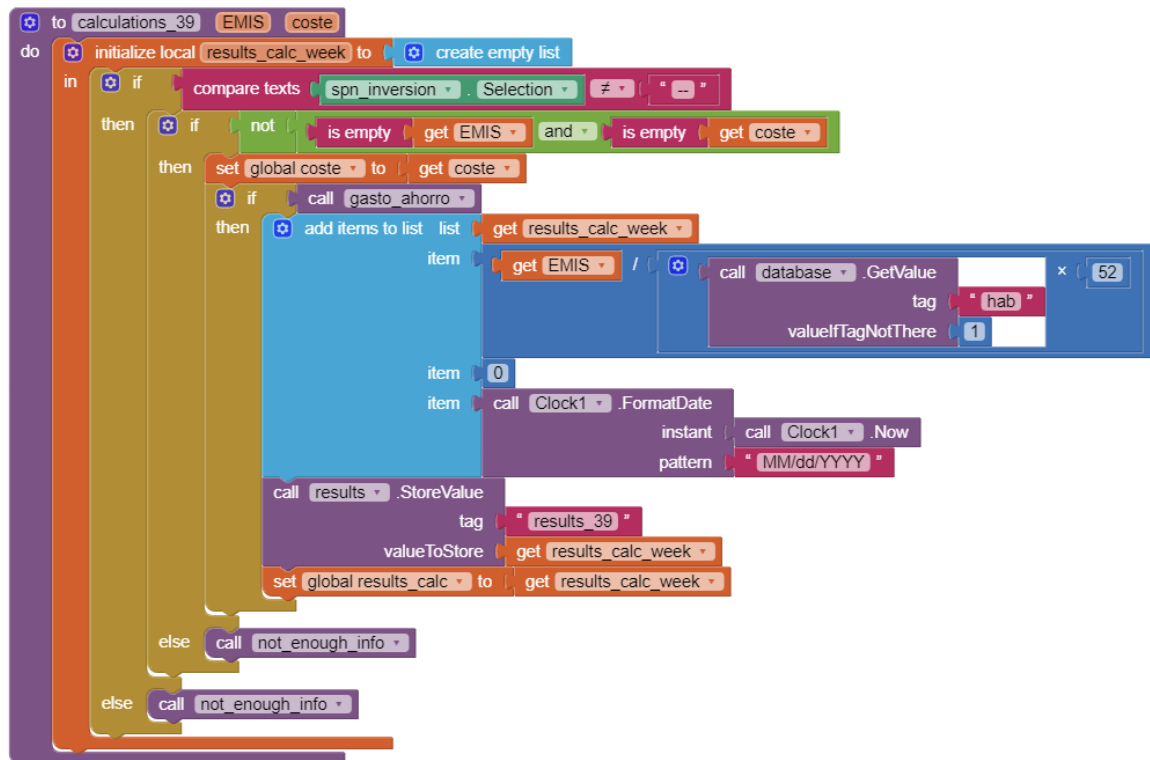 to calculations_39 EMIS coste
do initialize local results_calc_week to create empty list
in if compare texts spn_inversion . Selection ≠ " -- "
then if not is empty get EMIS and is empty get coste
then set global coste to get coste
if call gasto_ahorro
then add items to list list get results_calc_week
item get EMIS / call database .GetValue × 52
tag " hab "
valueIfTagNotThere 1
item 0
item call Clock1 .FormatDate
instant call Clock1 .Now
pattern " MM/dd/YYYY "
call results .StoreValue
tag " results_39 "
valueToStore get results_calc_week
set global results_calc to get results_calc_week
else call not_enough_info
else call not_enough_info